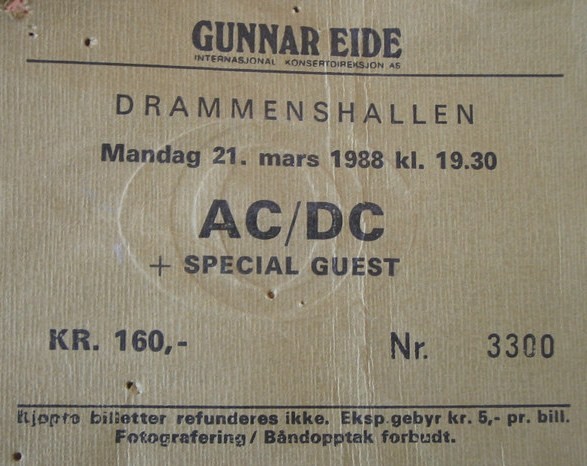 GUNNAR EIDE
INTERNASJONAL KONSERTDIREKSJON AS
DRAMMENSHALLEN
Mandag 21. mars 1988 kl. 19.30
AC/DC
+ SPECIAL GUEST
KR. 160,- Nr. 3300
Kjøpte billetter refunderes ikke. Eksp.gebyr kr. 5,- pr. bill.
Fotografering/Båndopptak forbudt.